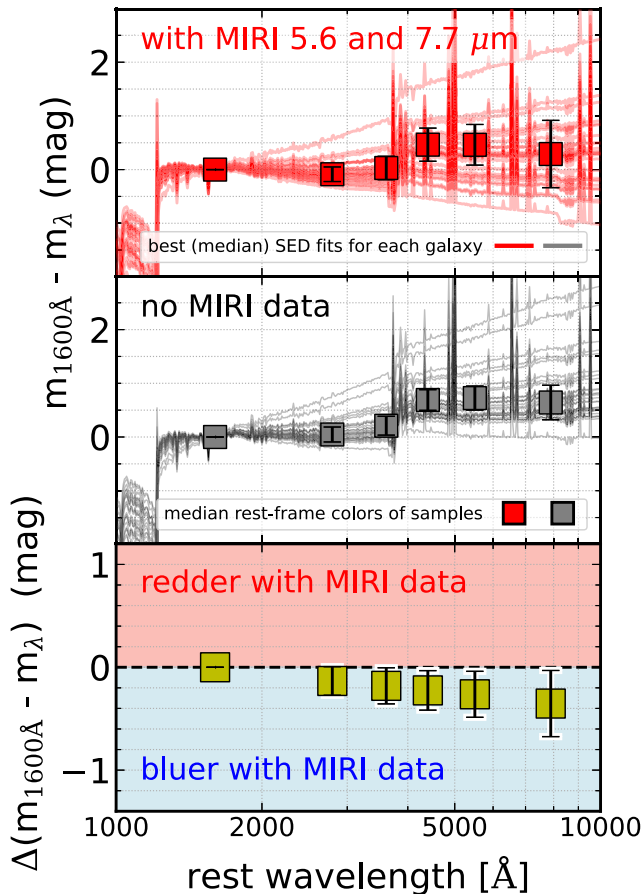 with MIRI 5.6 and 7.7 μm
2
0
best (median) SED fits for each galaxy
m1600Å - mλ (mag)
no MIRI data
2
0
median rest-frame colors of samples
Δ(m1600Å - mλ) (mag)
1
redder with MIRI data
0
−1
bluer with MIRI data
1000 2000 5000 10000
rest wavelength [Å]